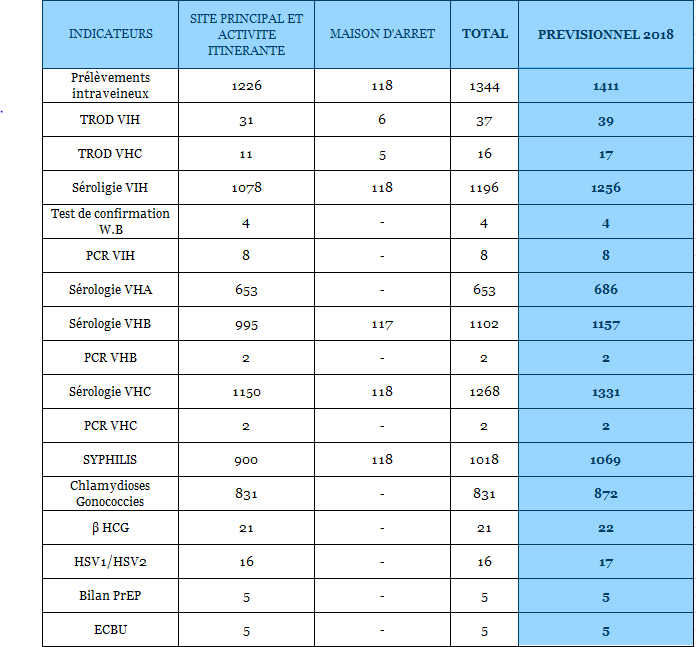 INDICATEURS SITE PRINCIPAL ET ACTIVITE ITINERANTE MAISON D'ARRET TOTAL PREVISIONNEL 2018
Prélèvements intraveineux 1226 118 1344 1411
TROD VIH 31 6 37 39
TROD VHC 11 5 16 17
Séroligie VIH 1078 118 1196 1256
Test de confirmation W.B 4 - 4 4
PCR VIH 8 - 8 8
Sérologie VHA 653 - 653 686
Sérologie VHB 995 117 1102 1157
PCR VHB 2 - 2 2
Sérologie VHC 1150 118 1268 1331
PCR VHC 2 - 2 2
SYPHILIS 900 118 1018 1069
Chlamydioses Gonococcies 831 - 831 872
β HCG 21 - 21 22
HSV1/HSV2 16 - 16 17
Bilan PrEP 5 - 5 5
ECBU 5 - 5 5